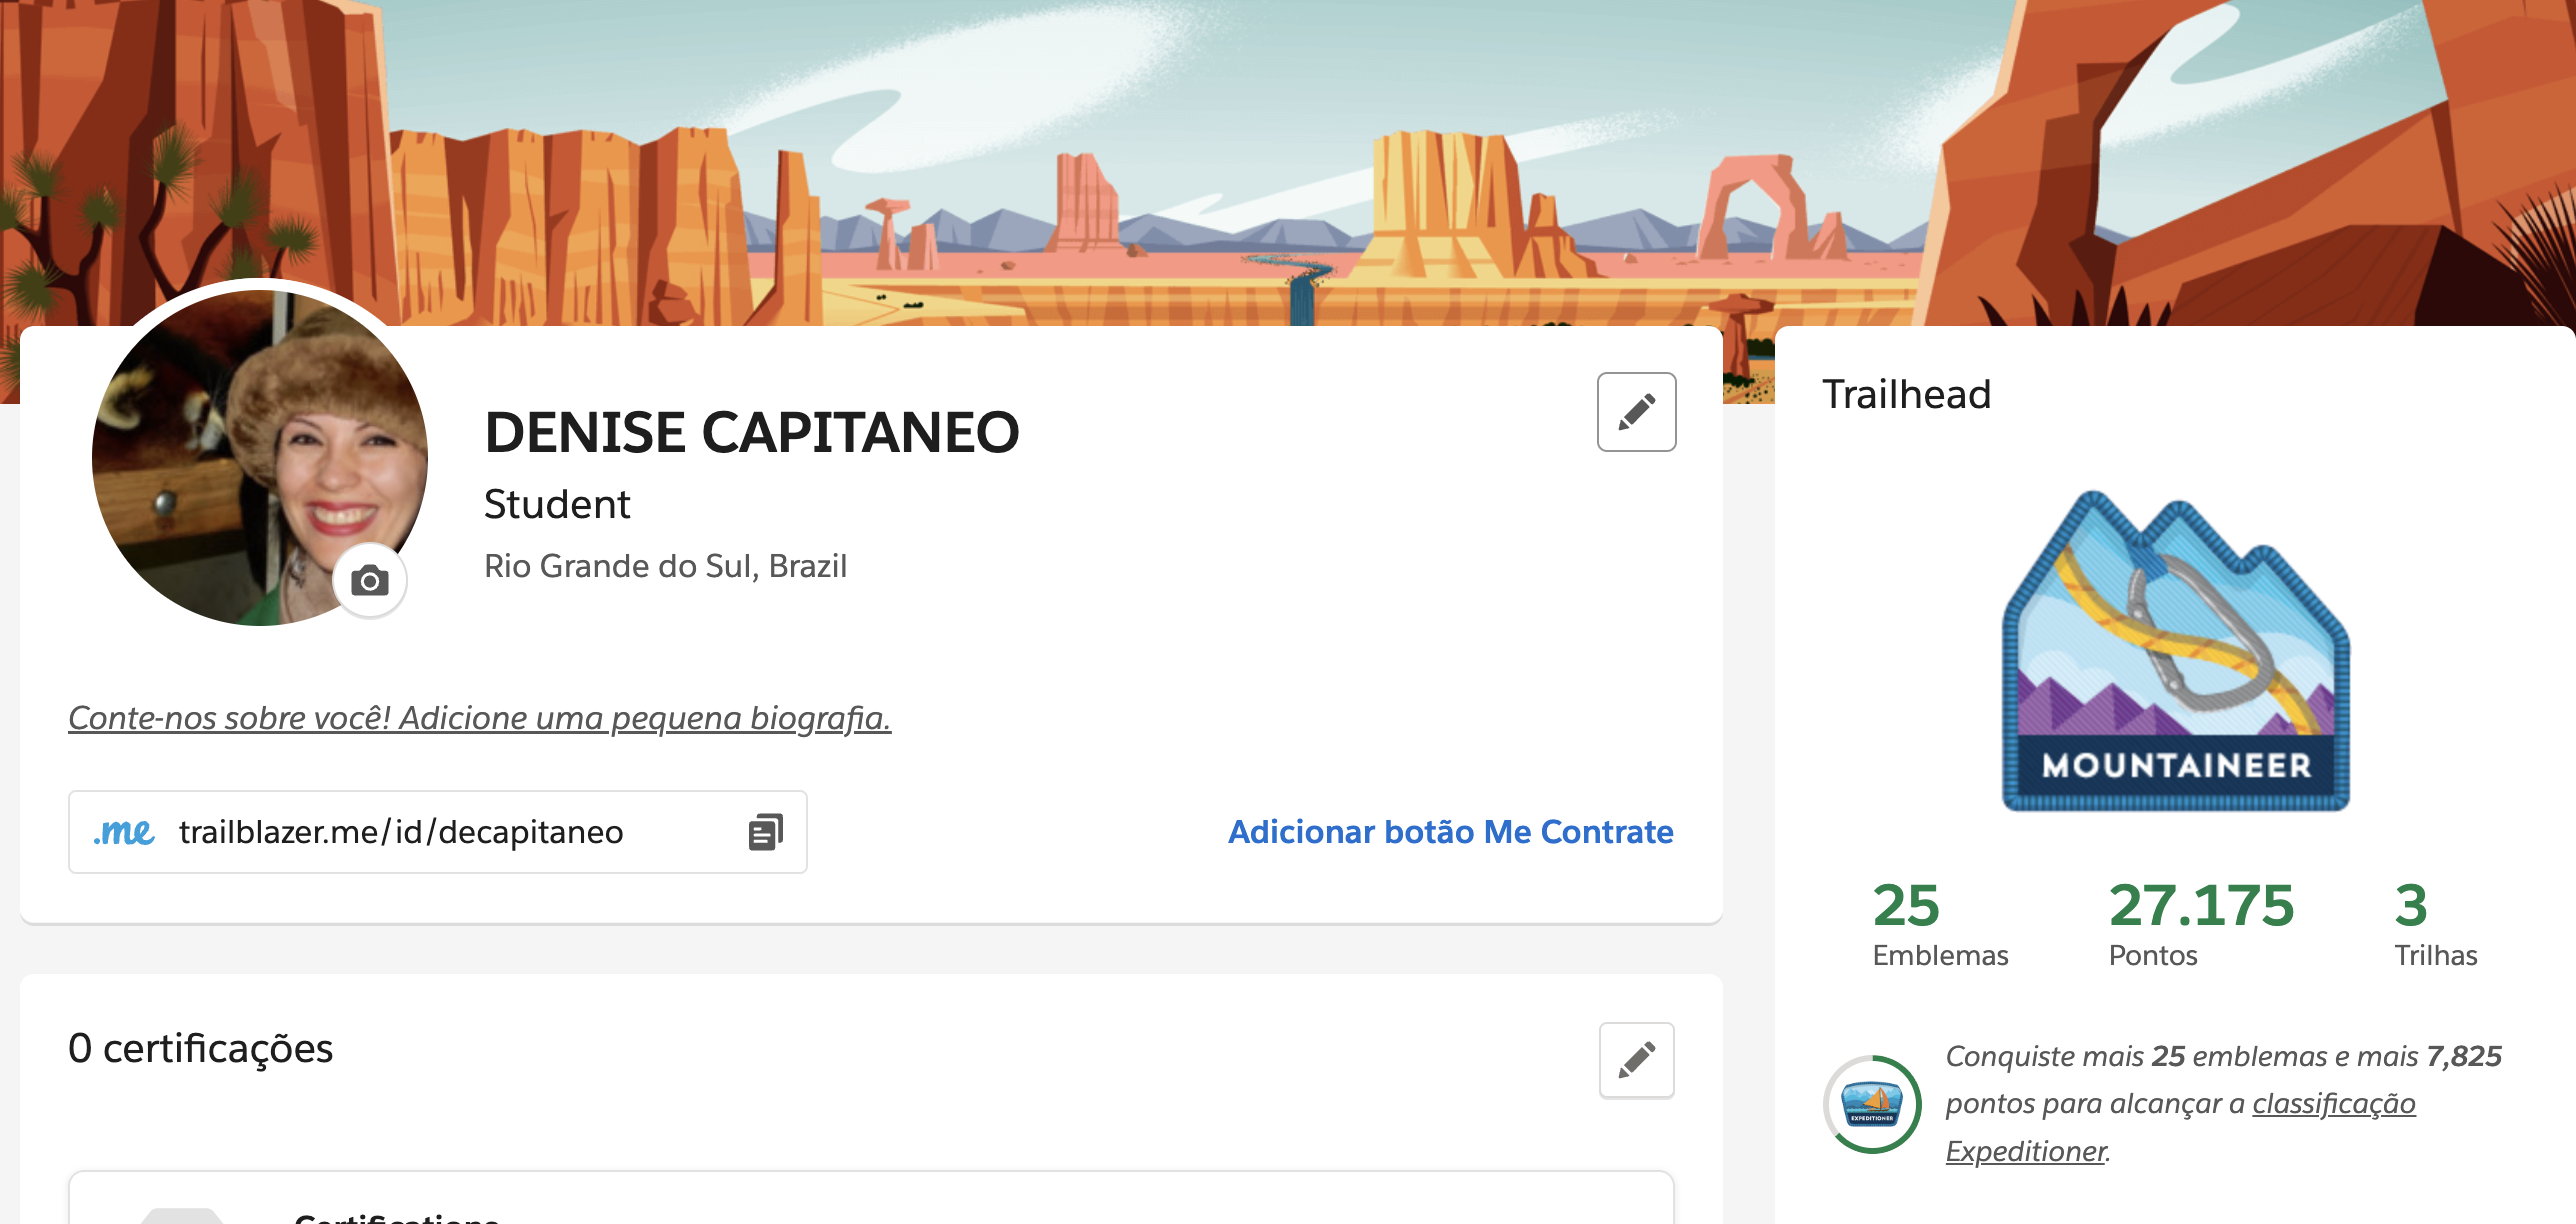 DENISE CAPITANEO
Student
Rio Grande do Sul, Brazil
Conte-nos sobre você! Adicione uma pequena biografia.
.me trailblazer.me/id/decapitaneo
Adicionar botão Me Contrate
0 certificações
Certifications
Trailhead
MOUNTAINEER
25 27.175 3
Emblemas Pontos Trilhas
EXPEDITIONER
Conquiste mais 25 emblemas e mais 7,825
pontos para alcançar a classificação
Expeditioner.